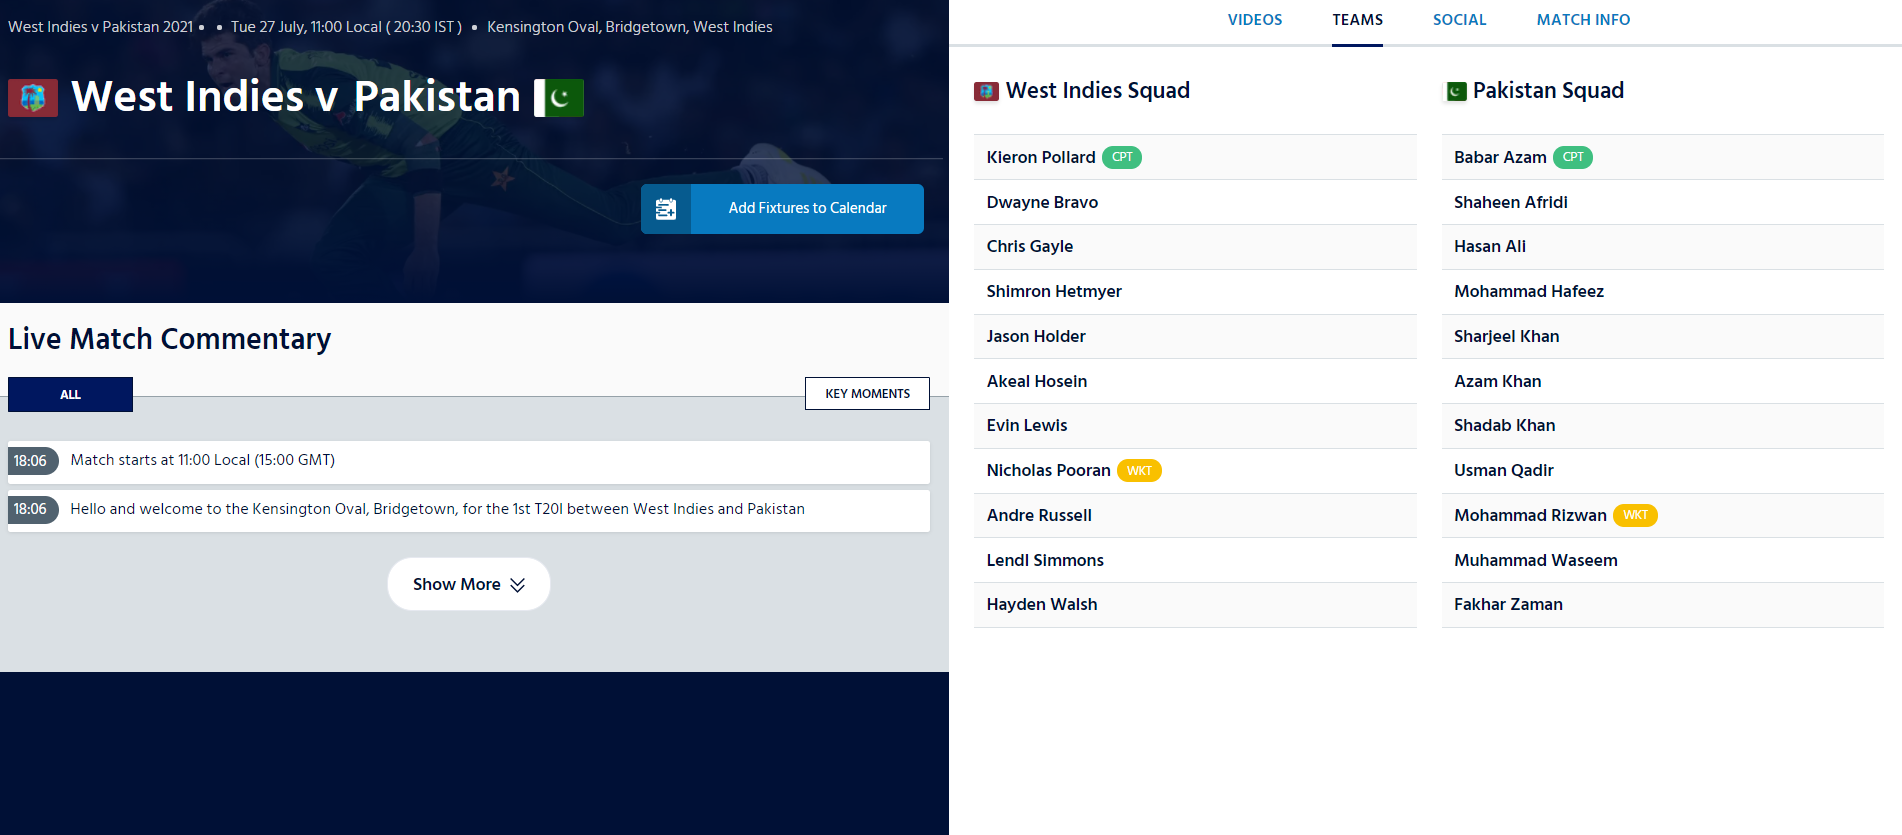 West Indies v Pakistan 2021 • • Tue 27 July, 11:00 Local ( 20:30 IST ) • Kensington Oval, Bridgetown, West Indies
West Indies v Pakistan
Add Fixtures to Calendar
Live Match Commentary
ALL
KEY MOMENTS
18:06 Match starts at 11:00 Local (15:00 GMT)
18:06 Hello and welcome to the Kensington Oval, Bridgetown, for the 1st T20I between West Indies and Pakistan
Show More
VIDEOS TEAMS SOCIAL MATCH INFO
West Indies Squad
Kieron Pollard CPT
Dwayne Bravo
Chris Gayle
Shimron Hetmyer
Jason Holder
Akeal Hosein
Evin Lewis
Nicholas Pooran WKT
Andre Russell
Lendl Simmons
Hayden Walsh
Pakistan Squad
Babar Azam CPT
Shaheen Afridi
Hasan Ali
Mohammad Hafeez
Sharjeel Khan
Azam Khan
Shadab Khan
Usman Qadir
Mohammad Rizwan WKT
Muhammad Waseem
Fakhar Zaman